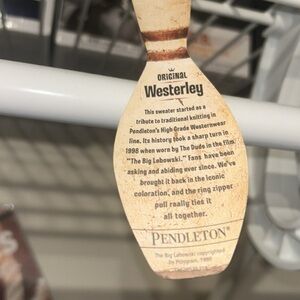 ORIGINAL
Westerley
This sweater started as a
tribute to traditional knitting in
Pendleton's High Grade Westernwear
line. Its history took a sharp turn in
1998 when worn by The Dude in the film,
"The Big Lebowski." Fans have been
asking and abiding ever since. We've
brought it back in the iconic
coloration, and the ring zipper
pull really ties it
all together.
PENDLETON®
The Big Lebowski copyrighted
by Polygram, 1998